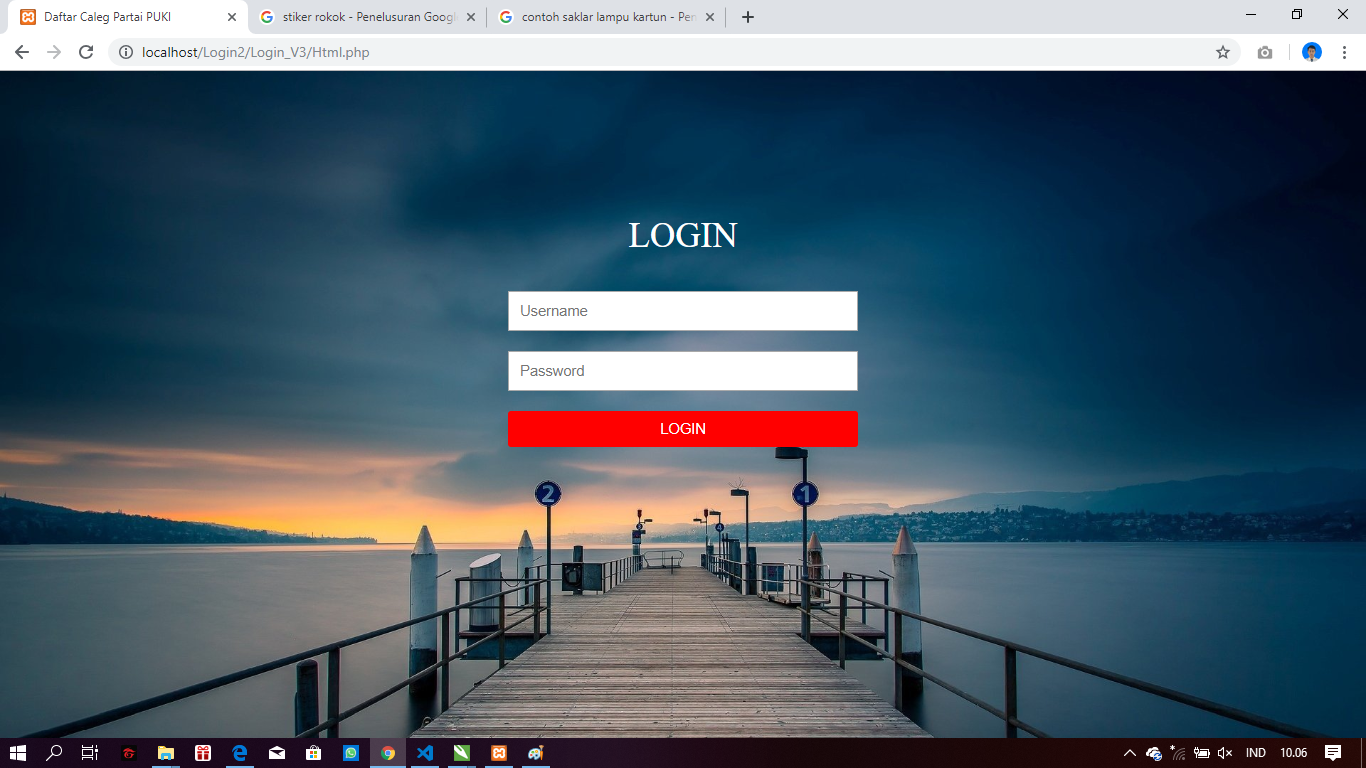 Daftar Caleg Partai PUKI
stiker rokok - Penelusuran Googl
contoh saklar lampu kartun - Pen
localhost/Login2/Login_V3/Html.php
LOGIN
Username
Password
LOGIN
2
1
IND
10.06